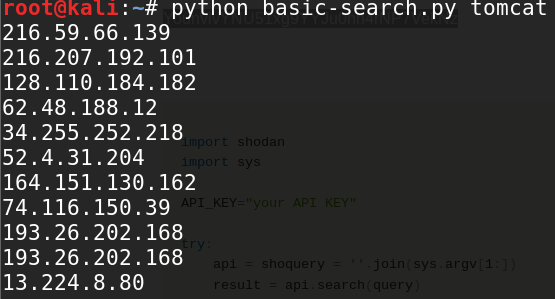 root@kali:~# python basic-search.py tomcat
216.59.66.139
216.207.192.101
128.110.184.182
62.48.188.12
34.255.252.218
52.4.31.204
164.151.130.162
74.116.150.39
193.26.202.168
193.26.202.168
13.224.8.80
import shodan
import sys
API_KEY="your API KEY"
try:
api = shoquery = ''.join(sys.argv[1:])
result = api.search(query)